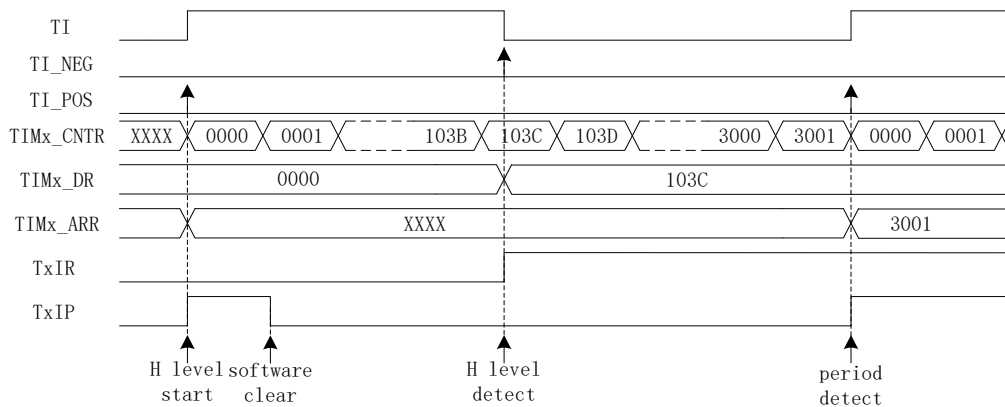 TI
TI_NEG
TI_POS
TIMx_CNTR XXXX 0000 0001 103B 103C 103D 3000 3001 0000 0001
TIMx_DR 0000 103C
TIMx_ARR XXXX 3001
TxIR
TxIP
H level start
software clear
H level detect
period detect